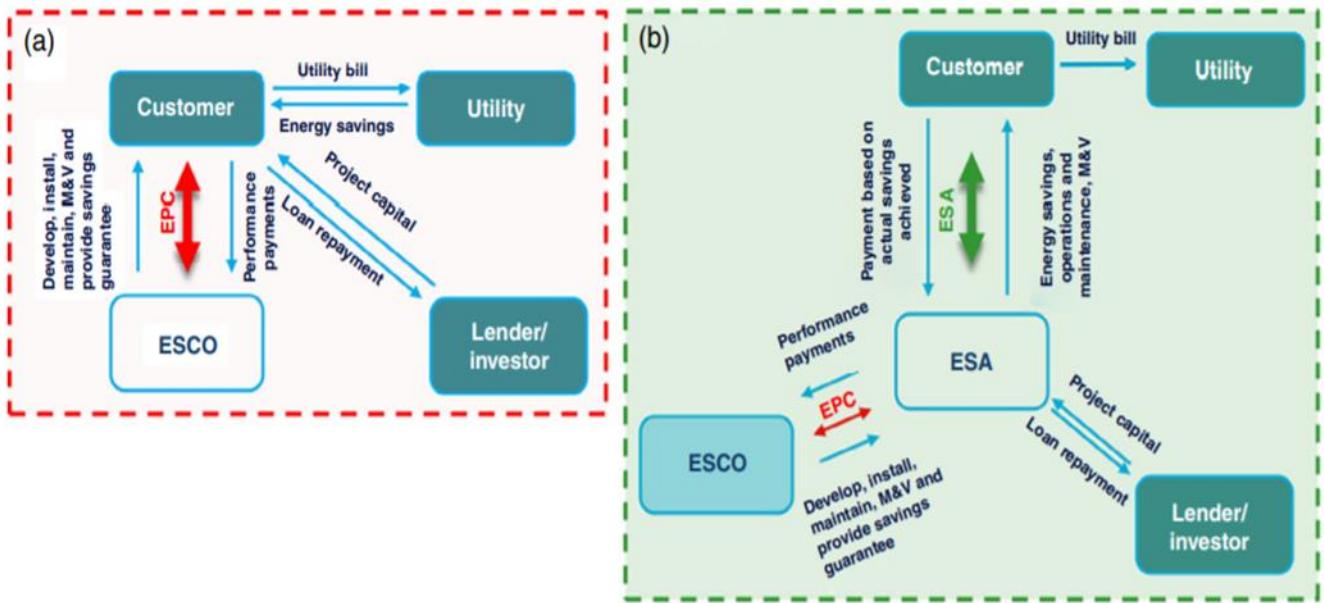 (a)
Utility bill
Customer
Utility
Energy savings
Develop, install,
maintain, M&V and
provide savings
guarantee
EPC
Performance
payments
Project capital
Loan repayment
ESCO
Lender/
investor
(b)
Customer
Utility bill
Utility
Payment based on
actual savings
achieved
ESA
Energy savings,
operations and
maintenance, M&V
Performance
payments
ESA
EPC
ESCO
Develop, install,
maintain, M&V and
provide savings
guarantee
Project capital
Loan repayment
Lender/
investor